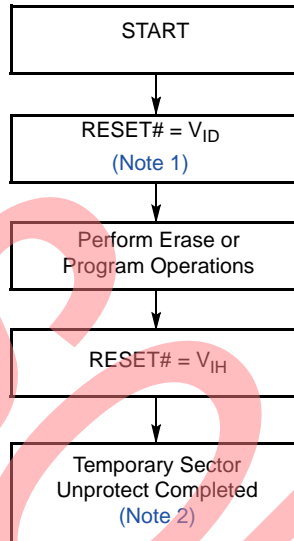 START
RESET# = VID
(Note 1)
Perform Erase or
Program Operations
RESET# = VIH
Temporary Sector
Unprotect Completed
(Note 2)